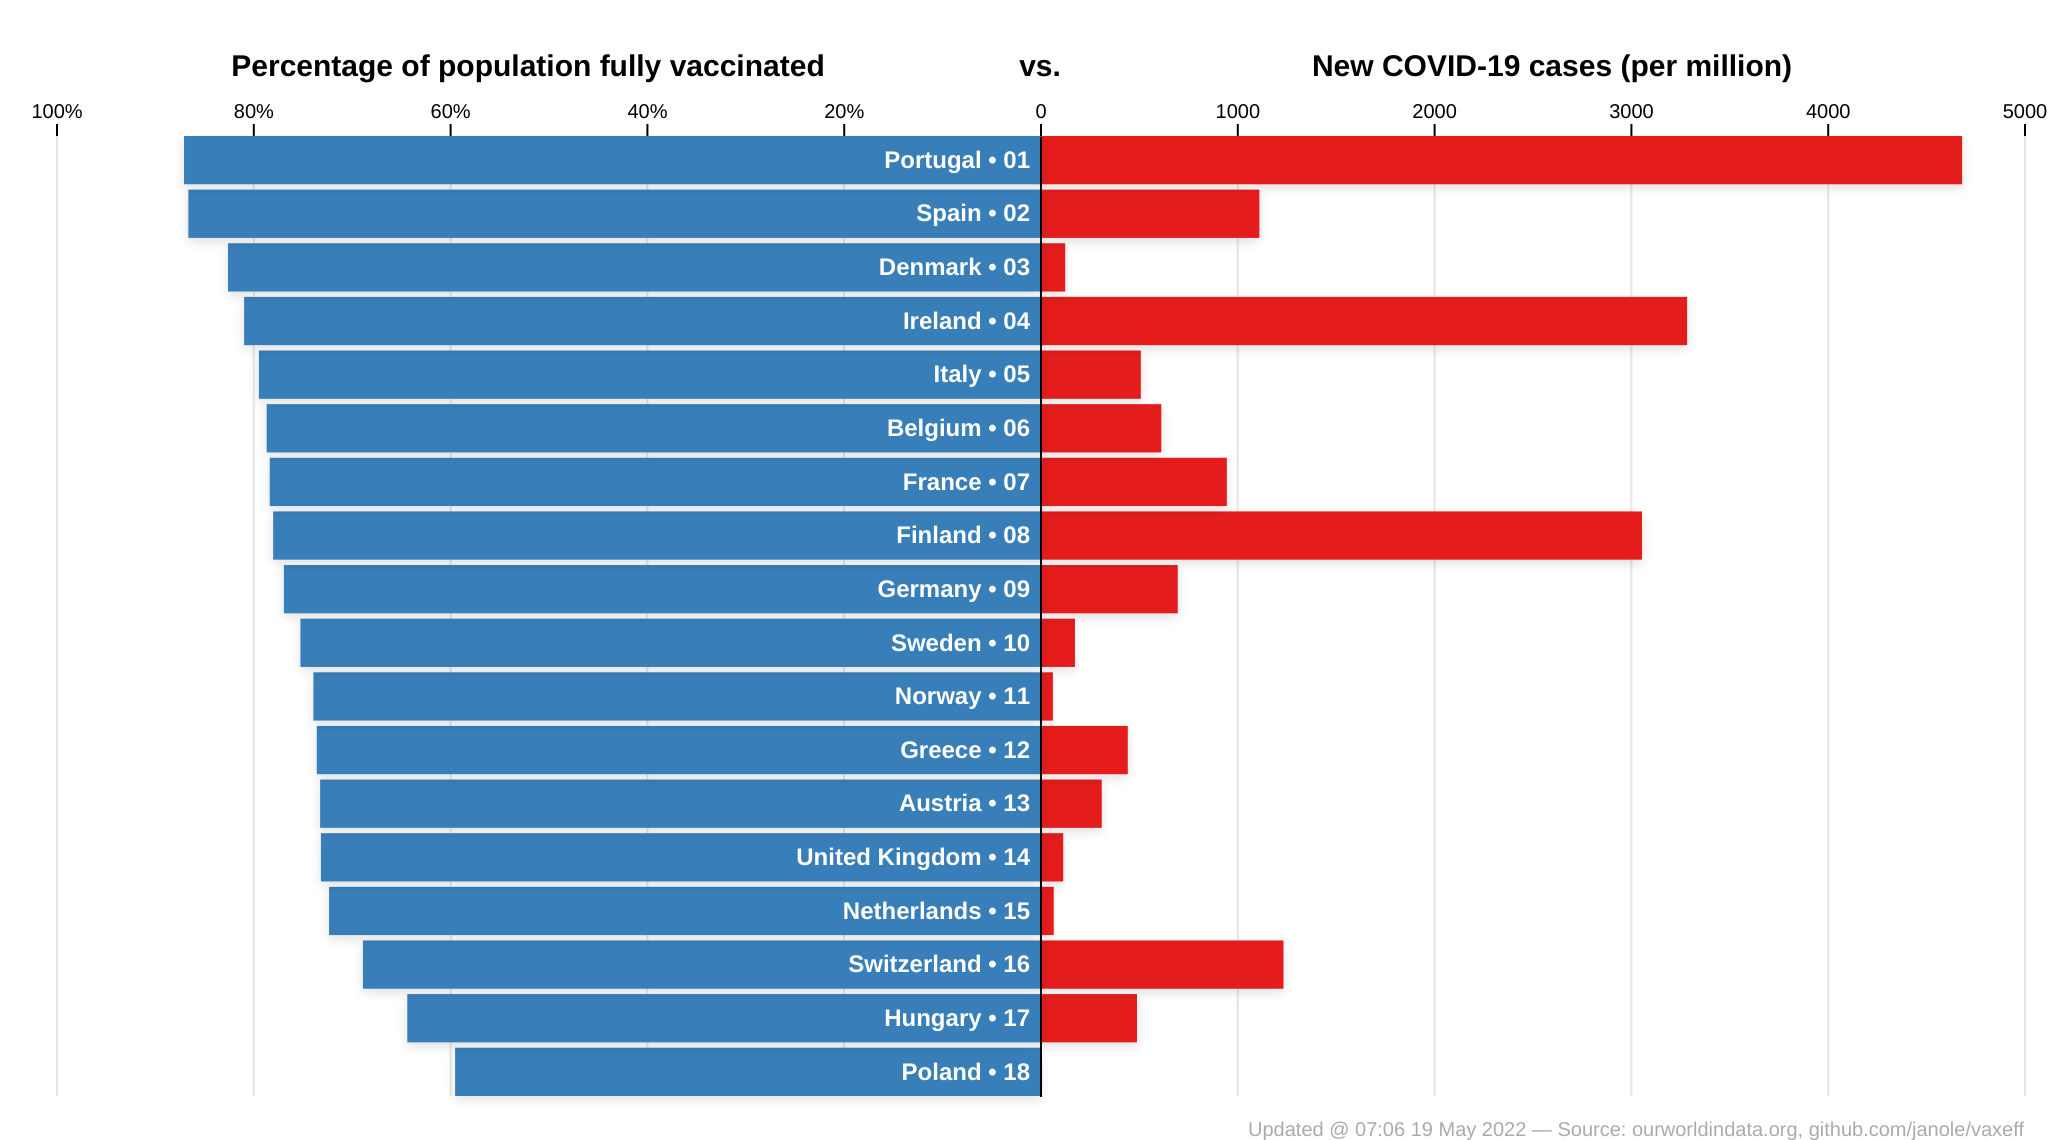 Percentage of population fully vaccinated vs. New COVID-19 cases (per million)
100% 80% 60% 40% 20% 0 1000 2000 3000 4000 5000
Portugal • 01
Spain • 02
Denmark • 03
Ireland • 04
Italy • 05
Belgium • 06
France • 07
Finland • 08
Germany • 09
Sweden • 10
Norway • 11
Greece • 12
Austria • 13
United Kingdom • 14
Netherlands • 15
Switzerland • 16
Hungary • 17
Poland • 18
Updated @ 07:06 19 May 2022 — Source: ourworldindata.org, github.com/janole/vaxeff